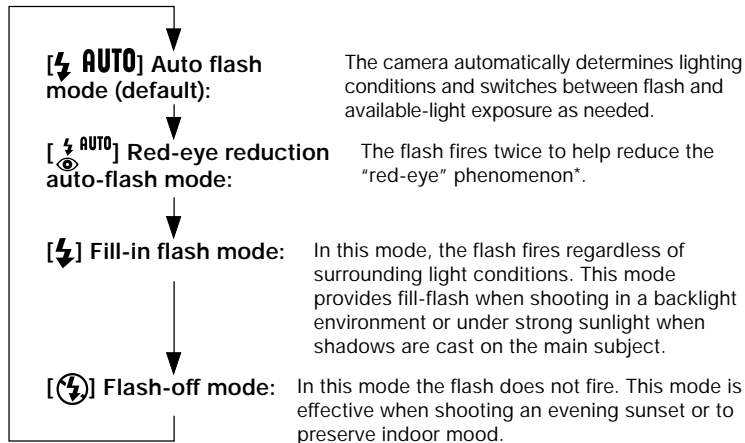 [⚡ AUTO] Auto flash
mode (default):
The camera automatically determines lighting
conditions and switches between flash and
available-light exposure as needed.
[⚡ AUTO] Red-eye reduction
auto-flash mode:
The flash fires twice to help reduce the
"red-eye" phenomenon*.
[⚡] Fill-in flash mode:
In this mode, the flash fires regardless of
surrounding light conditions. This mode
provides fill-flash when shooting in a backlight
environment or under strong sunlight when
shadows are cast on the main subject.
[] Flash-off mode:
In this mode the flash does not fire. This mode is
effective when shooting an evening sunset or to
preserve indoor mood.